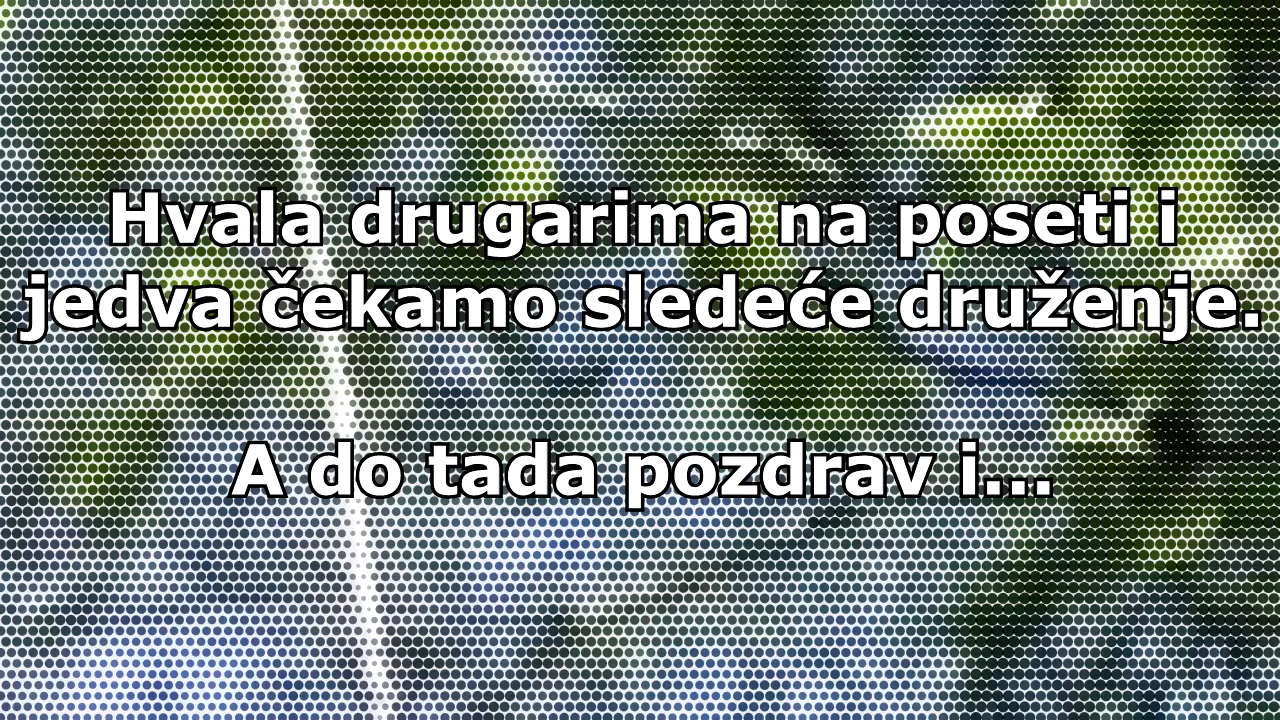 Hvala drugarima na poseti i
jedva čekamo sledeće druženje.
A do tada pozdrav i...